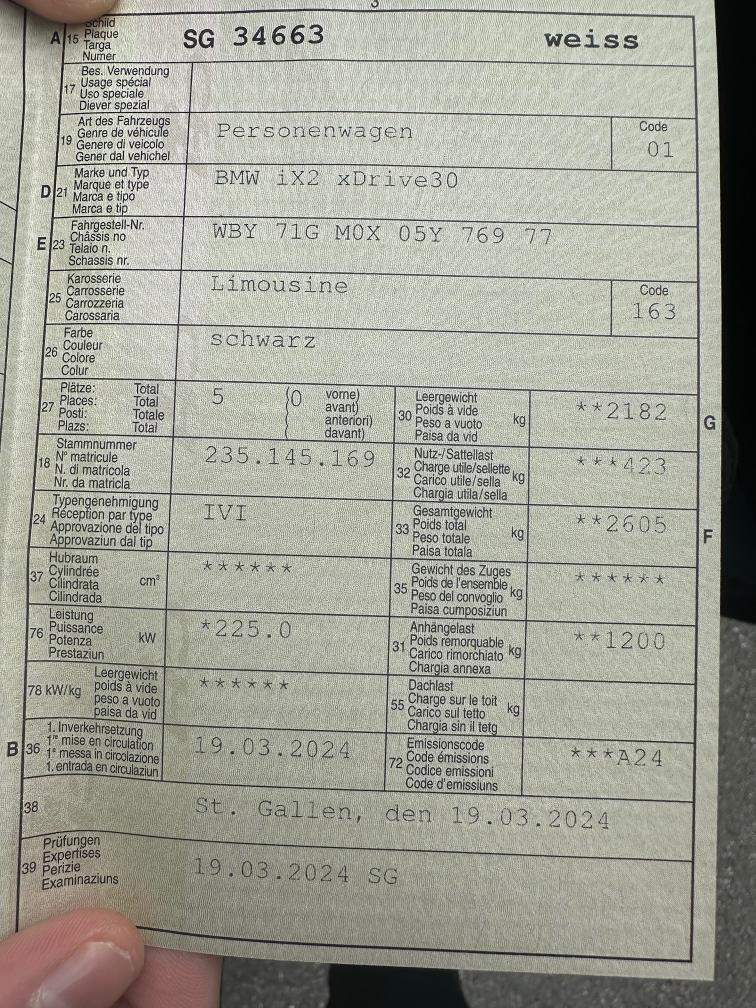 3
A 15 Schild SG 34663 weiss
Plaque
Targa
Numer
17 Bes. Verwendung
Usage spécial
Uso speciale
Diever spezial
19 Art des Fahrzeugs Personenwagen Code 01
Genre de véhicule
Genere di veicolo
Gener dal vehichel
D 21 Marke und Typ BMW iX2 xDrive30
Marque et type
Marca e tipo
Marca e tip
E 23 Fahrgestell-Nr. WBY 71G M0X 05Y 769 77
Châssis no
Telaio n.
Schassis nr.
25 Karosserie Limousine Code 163
Carrosserie
Carrozzeria
Carossaria
26 Farbe schwarz
Couleur
Colore
Colur
27 Plätze: Total 5 (0 vorne)
Places: Total avant)
Posti: Totale anteriori)
Plazs: Total davant)
30 Leergewicht kg **2182 G
Poids à vide
Peso a vuoto
Paisa da vid
18 Stammnummer 235.145.169
N° matricule
N. di matricola
Nr. da matricla
32 Nutz-/Sattellast kg ***423
Charge utile/sellette
Carico utile/sella
Chargia utila/sella
24 Typengenehmigung IVI
Réception par type
Approvazione del tipo
Approvaziun dal tip
33 Gesamtgewicht kg **2605 F
Poids total
Peso totale
Paisa totala
37 Hubraum cm³ ******
Cylindrée
Cilindrata
Cilindrada
35 Gewicht des Zuges kg ******
Poids de l'ensemble
Peso del convoglio
Paisa cumposiziun
76 Leistung kW *225.0
Puissance
Potenza
Prestaziun
31 Anhängelast kg **1200
Poids remorquable
Carico rimorchiato
Chargia annexa
78 kW/kg Leergewicht ******
poids à vide
peso a vuoto
paisa da vid
55 Dachlast kg
Charge sur le toit
Carico sul tetto
Chargia sin il tetg
B 36 1. Inverkehrsetzung 19.03.2024
1re mise en circulation
1a messa in circolazione
1. entrada en circulaziun
72 Emissionscode ***A24
Code émissions
Codice emissioni
Code d'emissiuns
38 St. Gallen, den 19.03.2024
39 Prüfungen 19.03.2024 SG
Expertises
Perizie
Examinaziuns